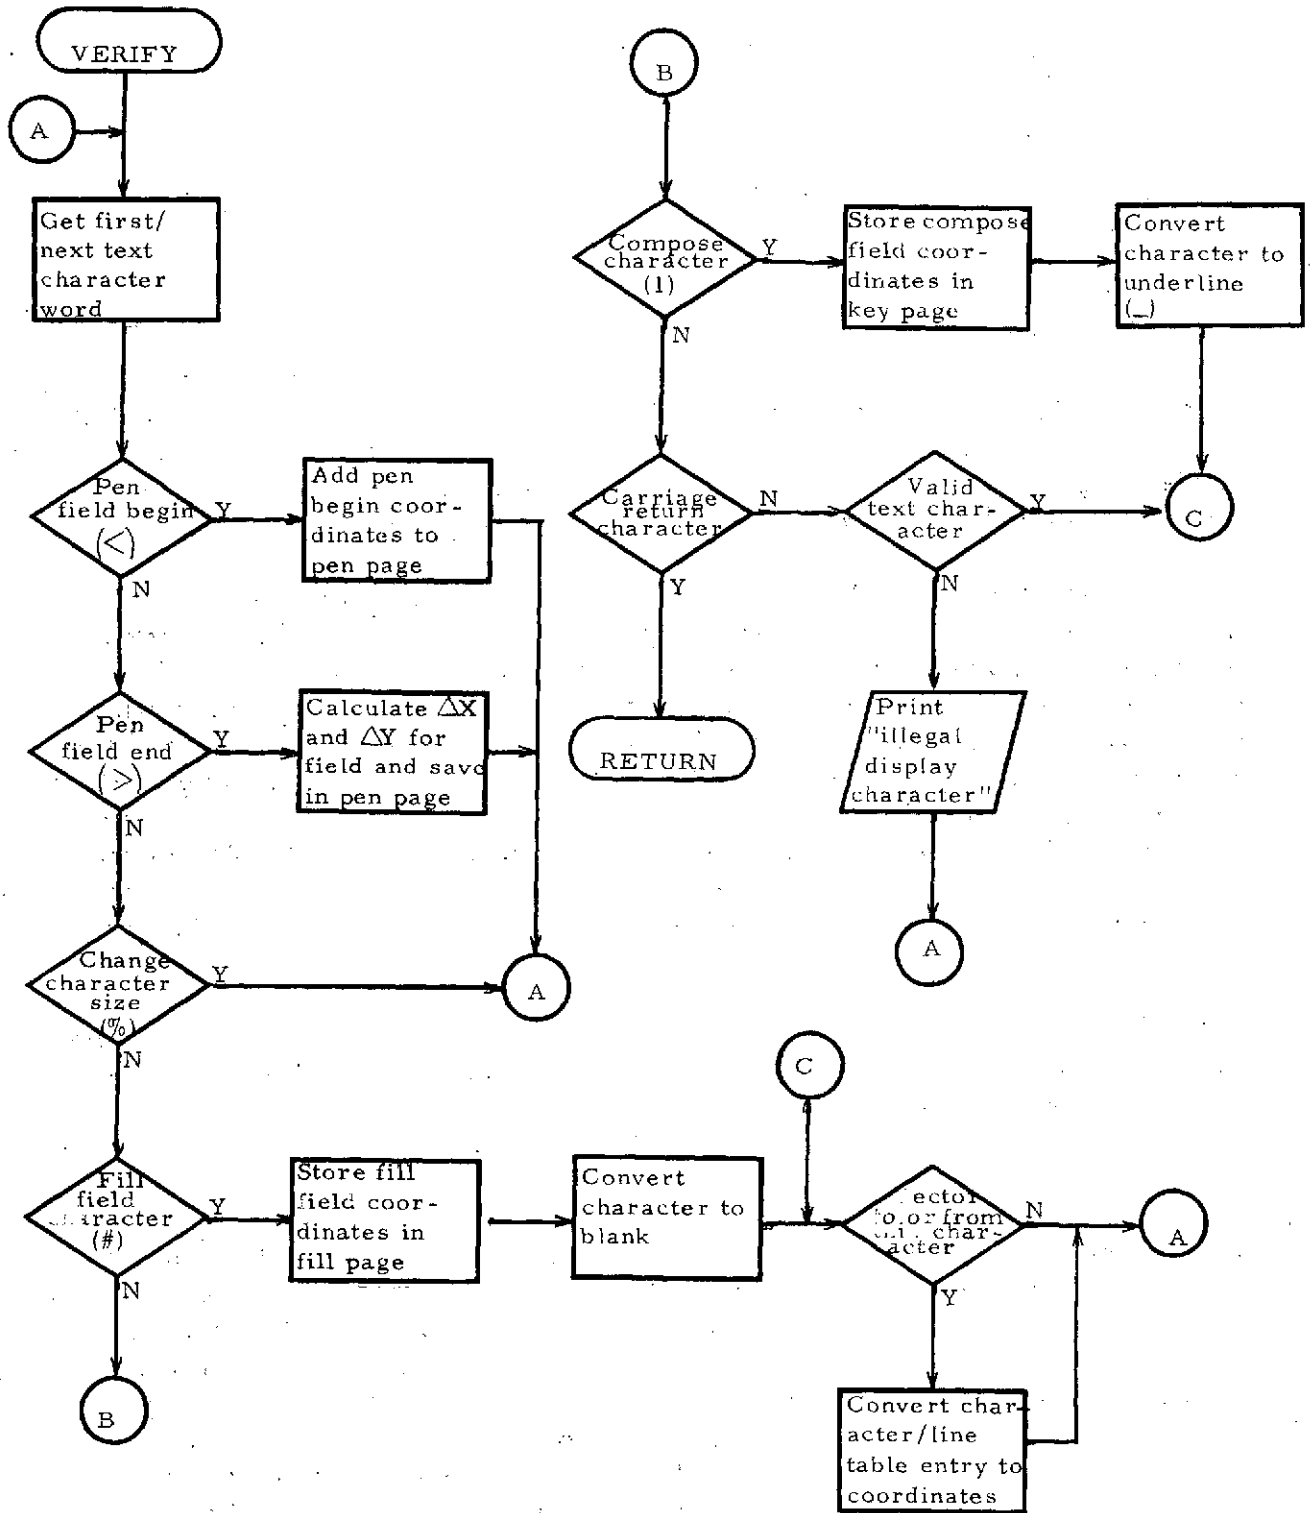 VERIFY
A
Get first/
next text
character
word
Pen
field begin
(<)
Y
N
Add pen
begin coor-
dinates to
pen page
Pen
field end
(>)
Y
N
Calculate ΔX
and ΔY for
field and save
in pen page
Change
character
size
(%)
Y
N
A
Fill
field
character
(#)
Y
N
B
Store fill
field coor-
dinates in
fill page
Convert
character to
blank
B
Compose
character
(1)
Y
N
Store compose
field coor-
dinates in
key page
Convert
character to
underline
(_)
C
Carriage
return
character
N
Y
RETURN
Valid
text char-
acter
Y
N
Print
"illegal
display
character"
A
C
from
char-
acter
N
Y
A
Convert char-
acter/line
table entry to
coordinates